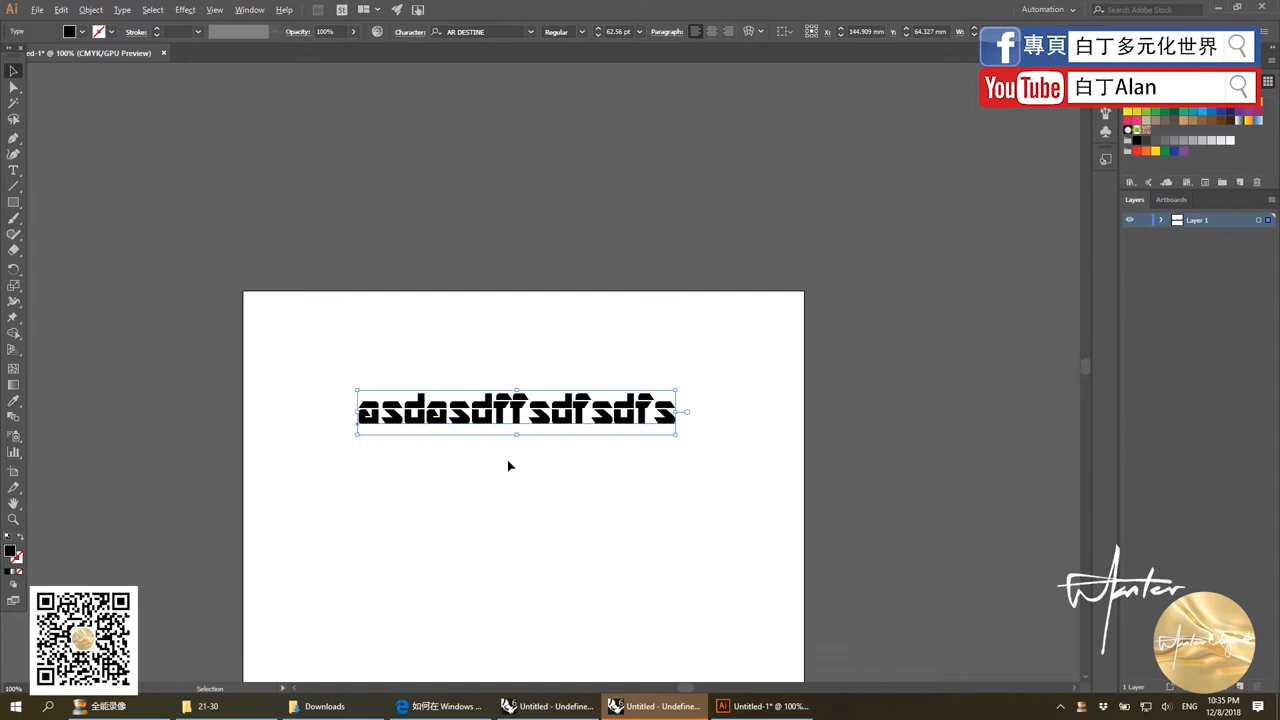 Ai File Edit Object Type Select Effect View Window Help Br St Automation
Type Stroke: Opacity: 100% Character: AR DESTINE Regular 62.56 pt Paragraph: X: 144.909 mm Y: 64.327 mm W:
ed-1* @ 100% (CMYK/GPU Preview)
專頁 白丁多元化世界
YouTube 白丁Alan
Layers Artboards
Layer 1
asdasdffsdfsdfs
Wanter
100% Selection
1 Layer
全能录像 21-30 Downloads 如何在 WINDOWS ... Untitled - Undefine... Untitled - Undefine... Untitled-1* @ 100%...
ENG 10:35 PM
12/8/2018